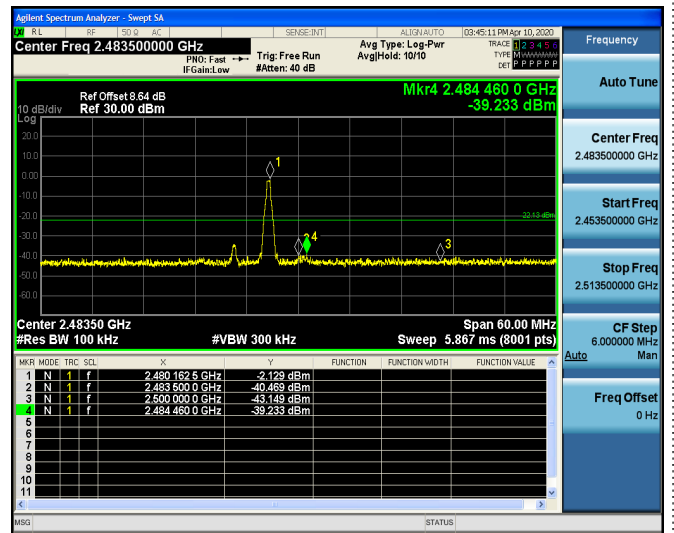 Agilent Spectrum Analyzer - Swept SA
LXI RL RF 50 Ω AC SENSE:INT ALIGNAUTO 03:45:11 PM Apr 10, 2020
Center Freq 2.483500000 GHz
PNO: Fast
IFGain:Low
Trig: Free Run
#Atten: 40 dB
Avg Type: Log-Pwr
Avg|Hold: 10/10
TRACE 1 2 3 4 5 6
TYPE M
DET P P P P P P
Ref Offset 8.64 dB
10 dB/div Ref 30.00 dBm
Log
Mkr4 2.484 460 0 GHz
-39.233 dBm
20.0
10.0
0.00
-10.0
-20.0
-30.0
-40.0
-50.0
-60.0
1
4
3
-22.13 dBm
Center 2.48350 GHz Span 60.00 MHz
#Res BW 100 kHz #VBW 300 kHz Sweep 5.867 ms (8001 pts)
MKR MODE TRC SCL X Y FUNCTION FUNCTION WIDTH FUNCTION VALUE
1 N 1 f 2.480 162 5 GHz -2.129 dBm
2 N 1 f 2.483 500 0 GHz -40.469 dBm
3 N 1 f 2.500 000 0 GHz -43.149 dBm
4 N 1 f 2.484 460 0 GHz -39.233 dBm
5
6
7
8
9
10
11
MSG STATUS
Frequency
Auto Tune
Center Freq
2.483500000 GHz
Start Freq
2.453500000 GHz
Stop Freq
2.513500000 GHz
CF Step
6.000000 MHz
Auto Man
Freq Offset
0 Hz